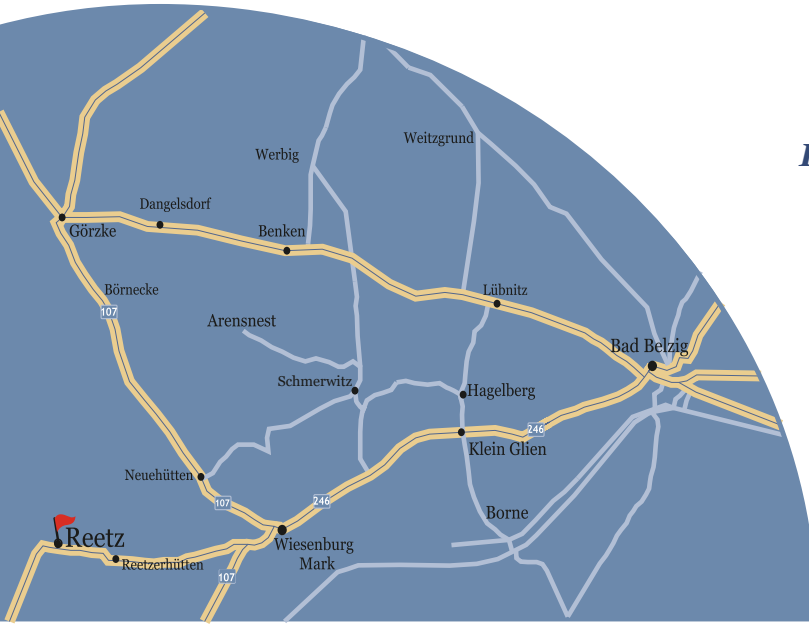 Weitzgrund
Werbig
Dangelsdorf
Görzke
Benken
Börnecke
Lübnitz
107
Arensnest
Bad Belzig
Schmerwitz
Hagelberg
246
Klein Glien
Neuehütten
107
246
Borne
Reetz
Wiesenburg
Mark
Reetzerhütten
107